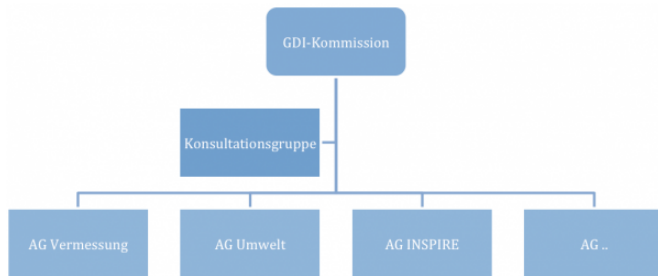 GDI-Kommission
Konsultationsgruppe
AG Vermessung
AG Umwelt
AG INSPIRE
AG ..